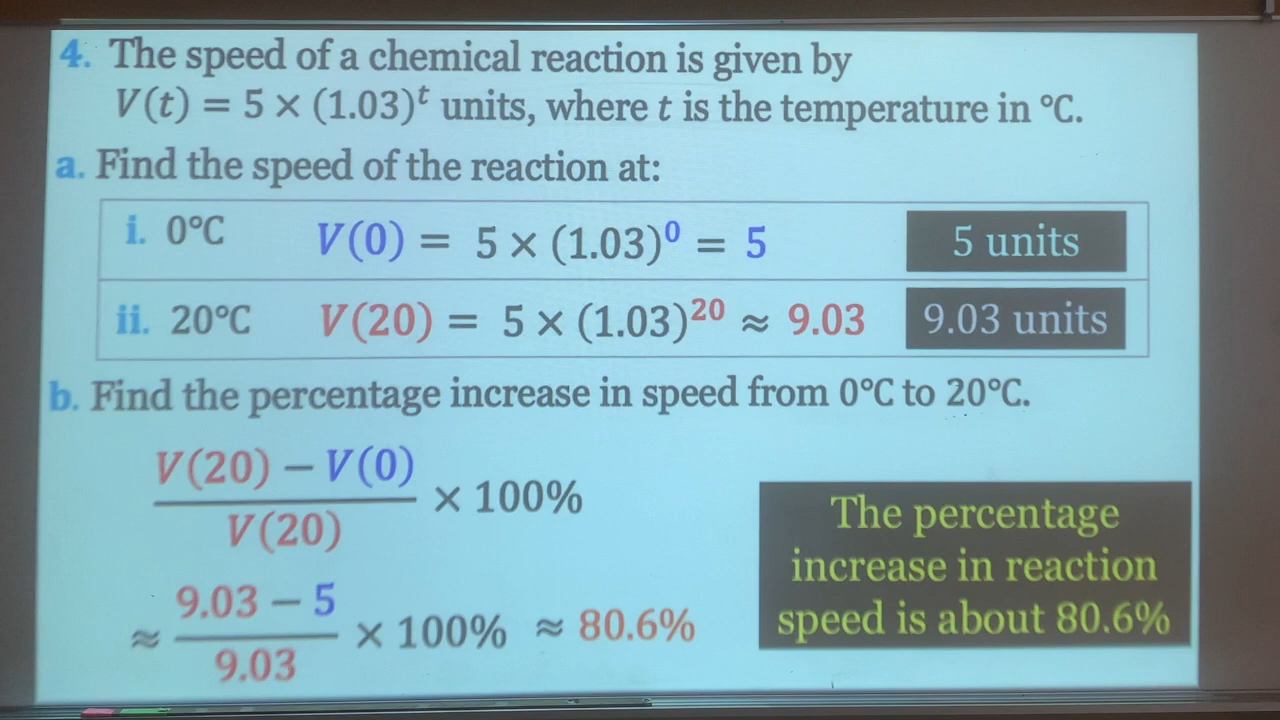 4. The speed of a chemical reaction is given by
V(t) = 5 × (1.03)^t units, where t is the temperature in °C.
a. Find the speed of the reaction at:
i. 0°C V(0) = 5 × (1.03)^0 = 5 5 units
ii. 20°C V(20) = 5 × (1.03)^20 ≈ 9.03 9.03 units
b. Find the percentage increase in speed from 0°C to 20°C.
V(20) − V(0)
× 100%
V(20)
9.03 − 5
≈ × 100% ≈ 80.6%
9.03
The percentage
increase in reaction
speed is about 80.6%